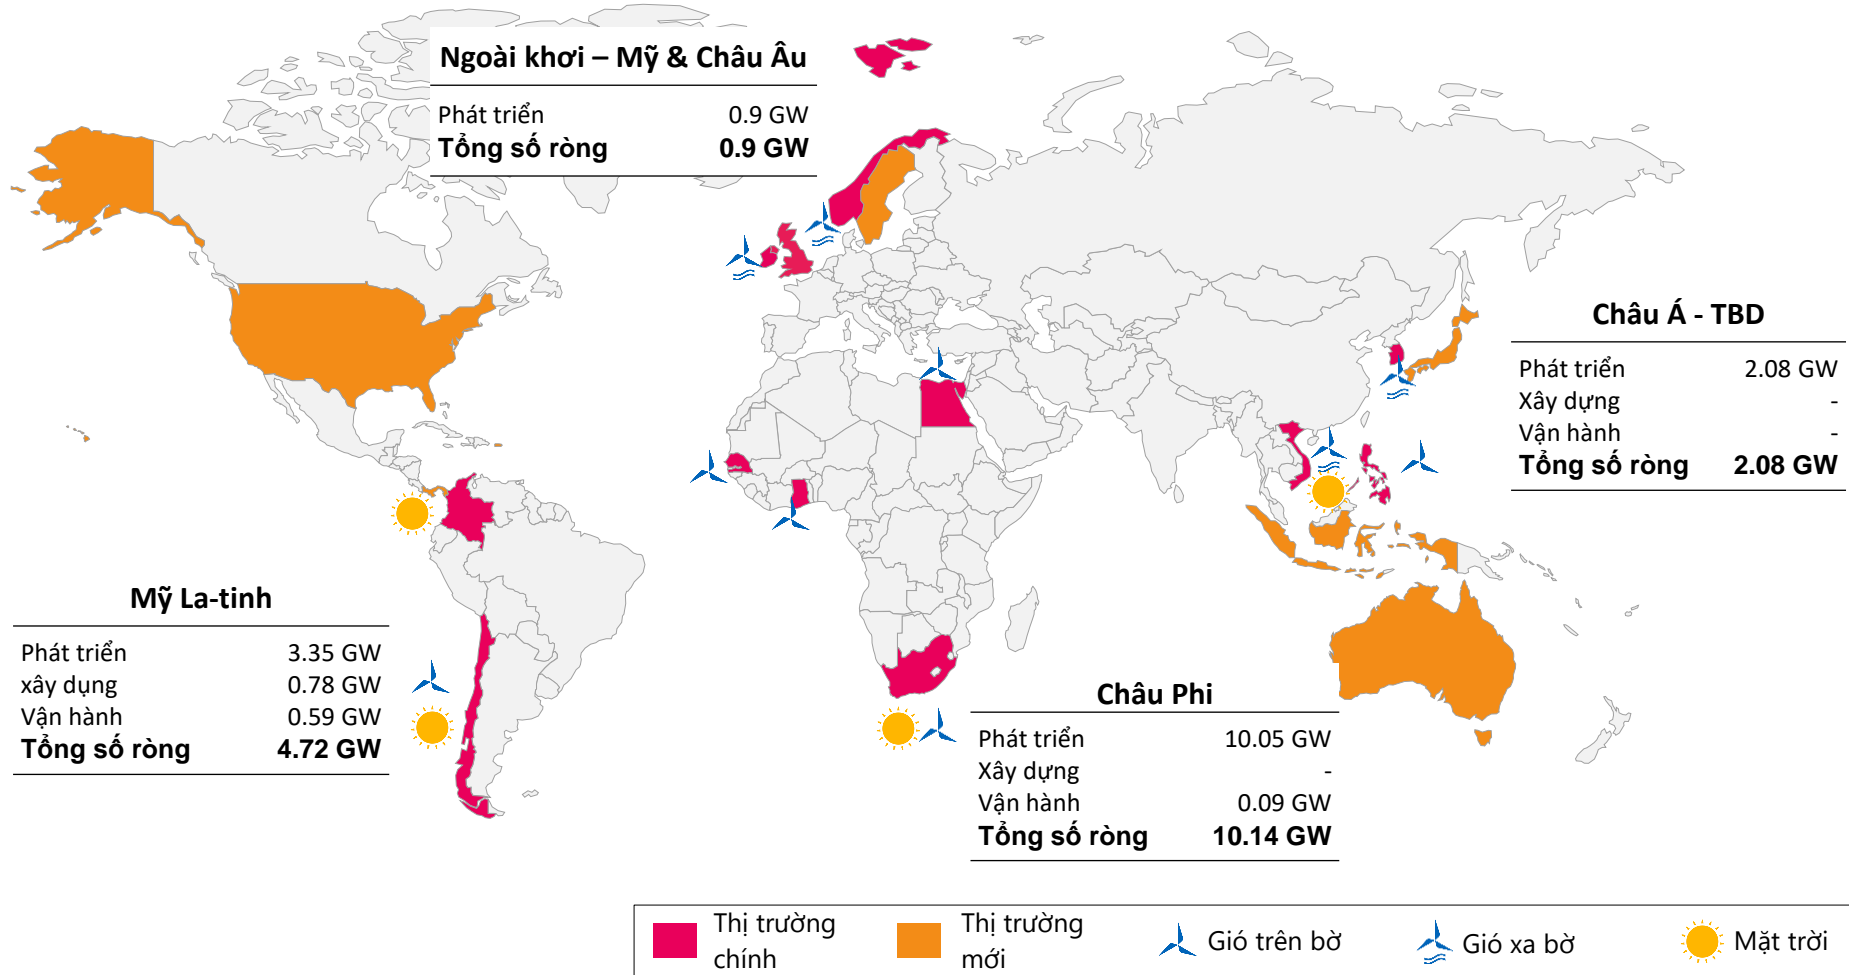 Ngoài khơi – Mỹ & Châu Âu
Phát triển 0.9 GW
Tổng số ròng 0.9 GW
Châu Á - TBD
Phát triển 2.08 GW
Xây dựng -
Vận hành -
Tổng số ròng 2.08 GW
Mỹ La-tinh
Phát triển 3.35 GW
xây dụng 0.78 GW
Vận hành 0.59 GW
Tổng số ròng 4.72 GW
Châu Phi
Phát triển 10.05 GW
Xây dựng -
Vận hành 0.09 GW
Tổng số ròng 10.14 GW
Thị trường
chính
Thị trường
mới
Gió trên bờ
Gió xa bờ
Mặt trời